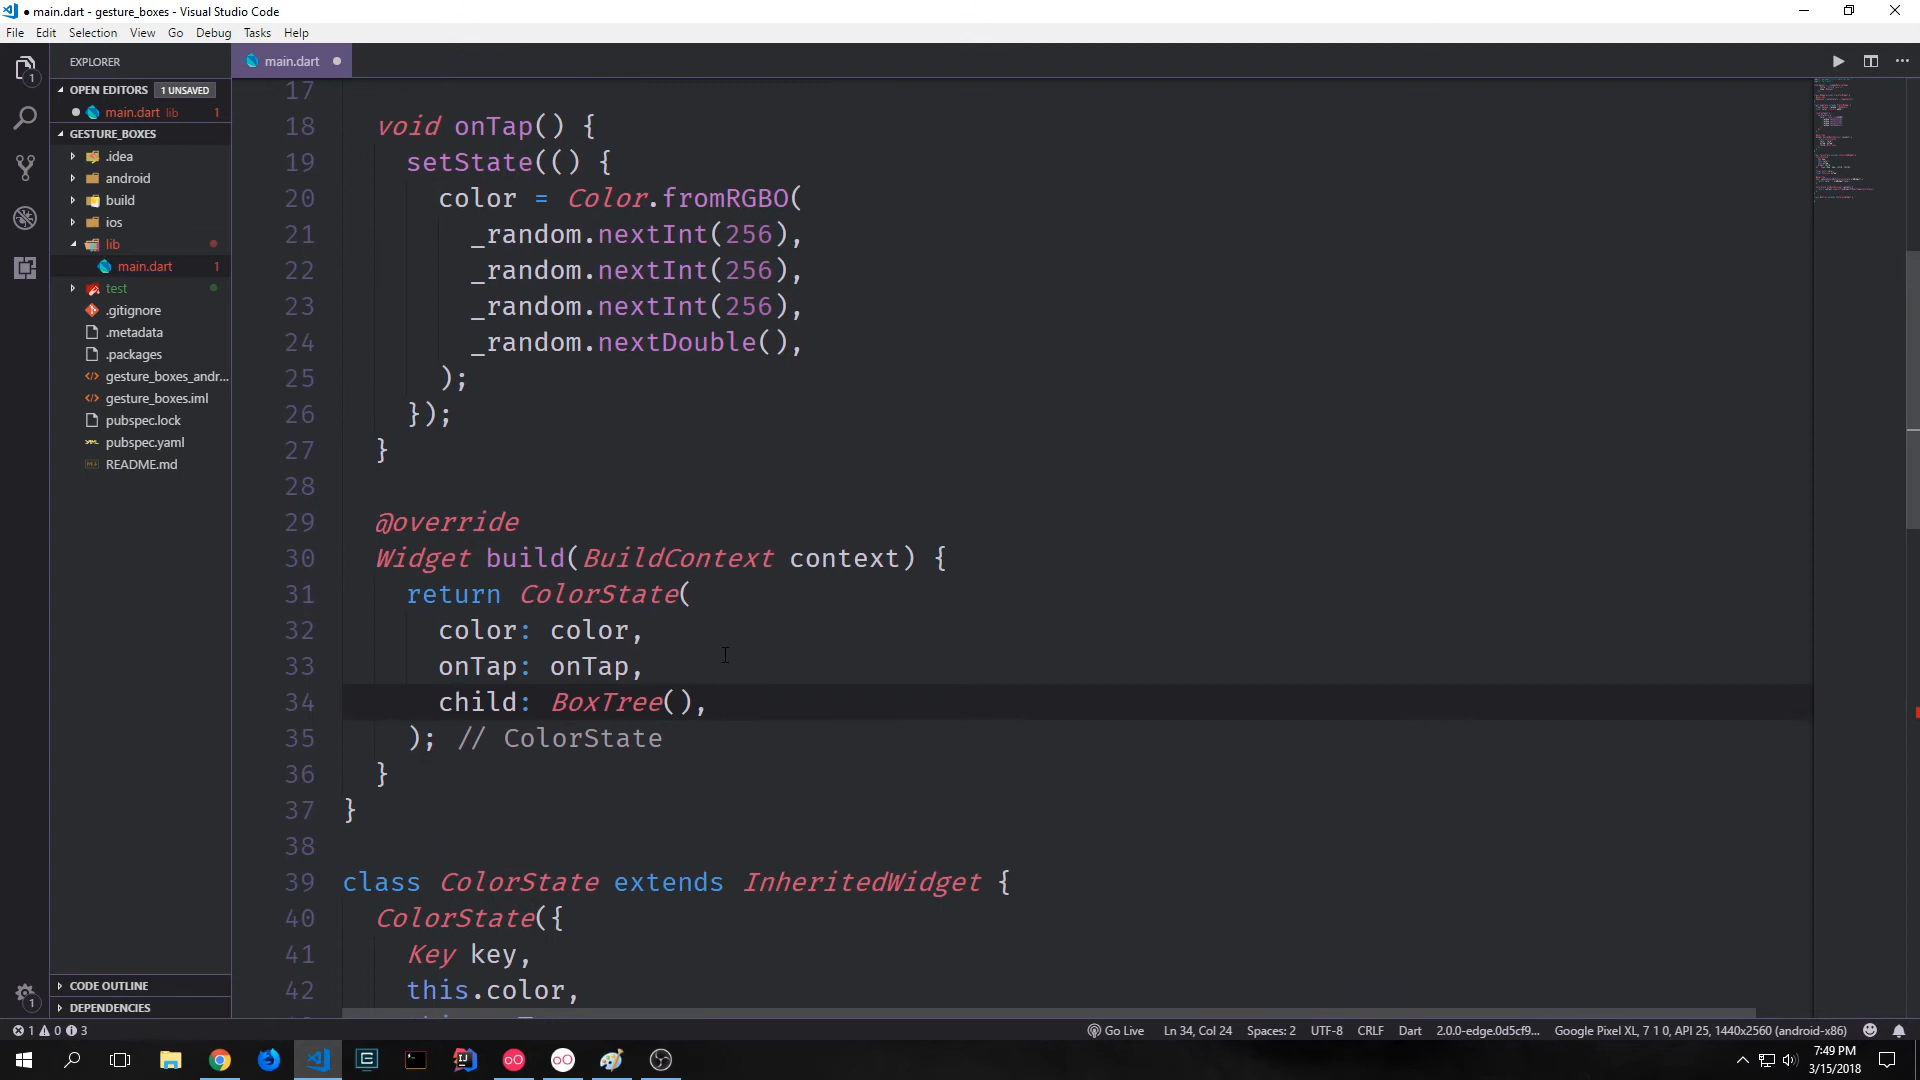 main.dart - gesture_boxes - Visual Studio Code
File Edit Selection View Go Debug Tasks Help
EXPLORER
main.dart
OPEN EDITORS 1 UNSAVED
main.dart lib 1
GESTURE_BOXES
.idea
android
build
ios
lib
main.dart 1
test
.gitignore
.metadata
.packages
gesture_boxes_andr...
gesture_boxes.iml
pubspec.lock
pubspec.yaml
README.md
CODE OUTLINE
DEPENDENCIES
17
18 void onTap() {
19 setState(() {
20 color = Color.fromRGBO(
21 _random.nextInt(256),
22 _random.nextInt(256),
23 _random.nextInt(256),
24 _random.nextDouble(),
25 );
26 });
27 }
28
29 @override
30 Widget build(BuildContext context) {
31 return ColorState(
32 color: color,
33 onTap: onTap,
34 child: BoxTree(),
35 ); // ColorState
36 }
37 }
38
39 class ColorState extends InheritedWidget {
40 ColorState({
41 Key key,
42 this.color,
1 0 3
Go Live Ln 34, Col 24 Spaces: 2 UTF-8 CRLF Dart 2.0.0-edge.0d5cf9... Google Pixel XL, 7 1 0, API 25, 1440x2560 (android-x86)
7:49 PM
3/15/2018